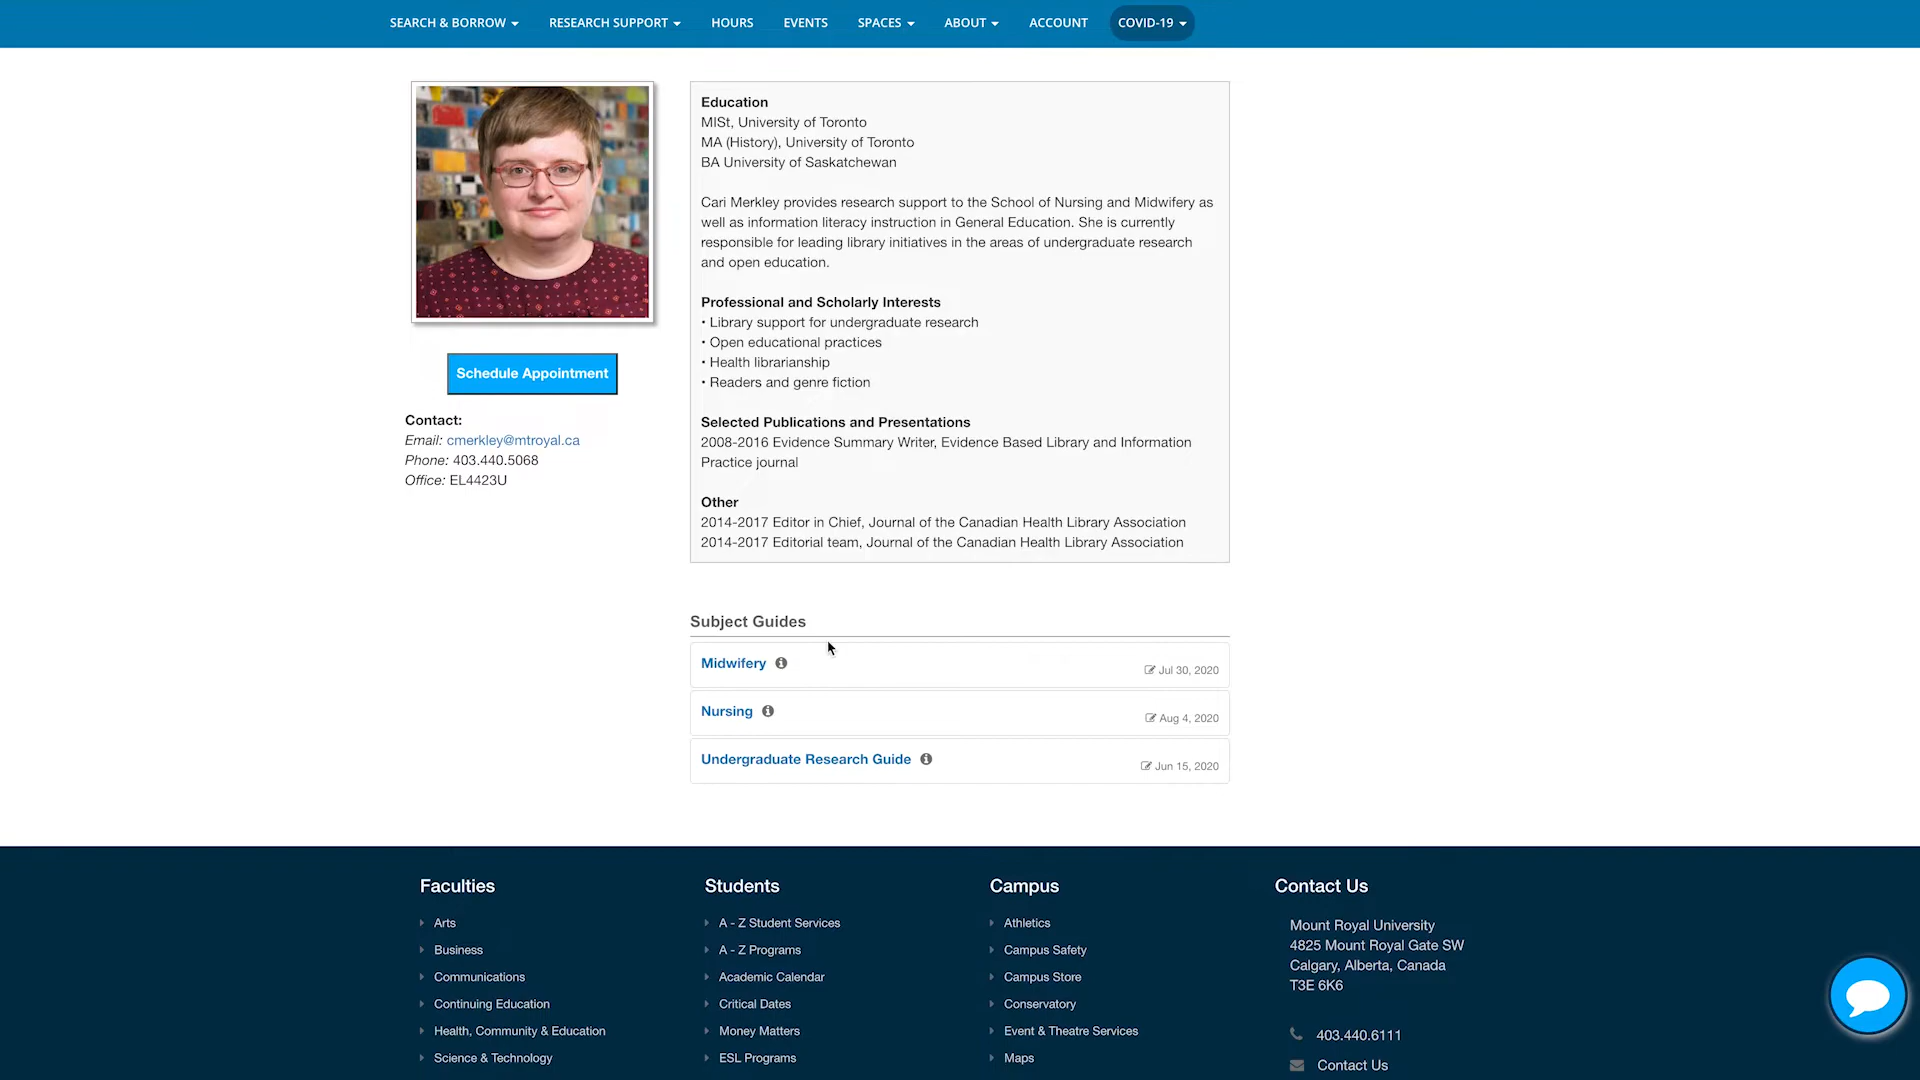 SEARCH & BORROW
RESEARCH SUPPORT
HOURS
EVENTS
SPACES
ABOUT
ACCOUNT
COVID-19
Schedule Appointment
Contact:
Email: cmerkley@mtroyal.ca
Phone: 403.440.5068
Office: EL4423U
Education
MISt, University of Toronto
MA (History), University of Toronto
BA University of Saskatchewan
Cari Merkley provides research support to the School of Nursing and Midwifery as
well as information literacy instruction in General Education. She is currently
responsible for leading library initiatives in the areas of undergraduate research
and open education.
Professional and Scholarly Interests
• Library support for undergraduate research
• Open educational practices
• Health librarianship
• Readers and genre fiction
Selected Publications and Presentations
2008-2016 Evidence Summary Writer, Evidence Based Library and Information
Practice journal
Other
2014-2017 Editor in Chief, Journal of the Canadian Health Library Association
2014-2017 Editorial team, Journal of the Canadian Health Library Association
Subject Guides
Midwifery
Jul 30, 2020
Nursing
Aug 4, 2020
Undergraduate Research Guide
Jun 15, 2020
Faculties
Arts
Business
Communications
Continuing Education
Health, Community & Education
Science & Technology
Students
A - Z Student Services
A - Z Programs
Academic Calendar
Critical Dates
Money Matters
ESL Programs
Campus
Athletics
Campus Safety
Campus Store
Conservatory
Event & Theatre Services
Maps
Contact Us
Mount Royal University
4825 Mount Royal Gate SW
Calgary, Alberta, Canada
T3E 6K6
403.440.6111
Contact Us